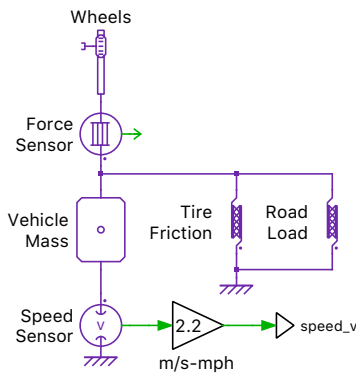 Wheels
Force
Sensor
Vehicle
Mass
Tire
Friction
Road
Load
Speed
Sensor
v
2.2
speed_v
m/s-mph